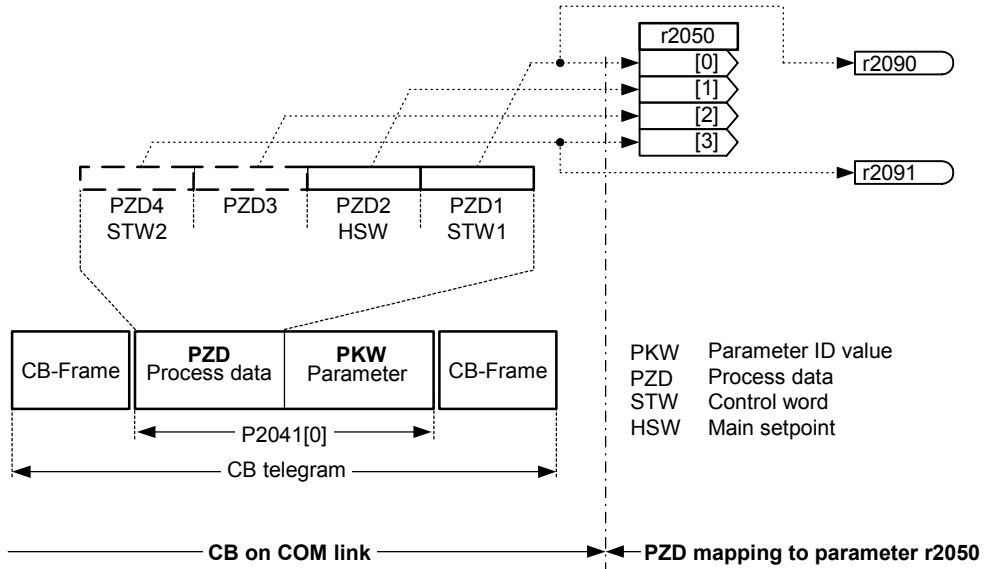 r2050
[0]
[1]
[2]
[3]
r2090
r2091
PZD4 PZD3 PZD2 PZD1
STW2 HSW STW1
CB-Frame PZD PKW CB-Frame
Process data Parameter
P2041[0]
CB telegram
PKW Parameter ID value
PZD Process data
STW Control word
HSW Main setpoint
CB on COM link PZD mapping to parameter r2050